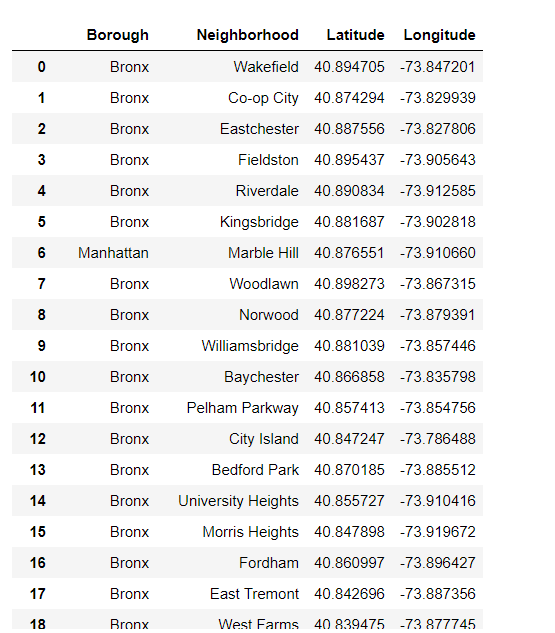 Borough Neighborhood Latitude Longitude
0 Bronx Wakefield 40.894705 -73.847201
1 Bronx Co-op City 40.874294 -73.829939
2 Bronx Eastchester 40.887556 -73.827806
3 Bronx Fieldston 40.895437 -73.905643
4 Bronx Riverdale 40.890834 -73.912585
5 Bronx Kingsbridge 40.881687 -73.902818
6 Manhattan Marble Hill 40.876551 -73.910660
7 Bronx Woodlawn 40.898273 -73.867315
8 Bronx Norwood 40.877224 -73.879391
9 Bronx Williamsbridge 40.881039 -73.857446
10 Bronx Baychester 40.866858 -73.835798
11 Bronx Pelham Parkway 40.857413 -73.854756
12 Bronx City Island 40.847247 -73.786488
13 Bronx Bedford Park 40.870185 -73.885512
14 Bronx University Heights 40.855727 -73.910416
15 Bronx Morris Heights 40.847898 -73.919672
16 Bronx Fordham 40.860997 -73.896427
17 Bronx East Tremont 40.842696 -73.887356
18 Bronx West Farms 40.839475 -73.877745